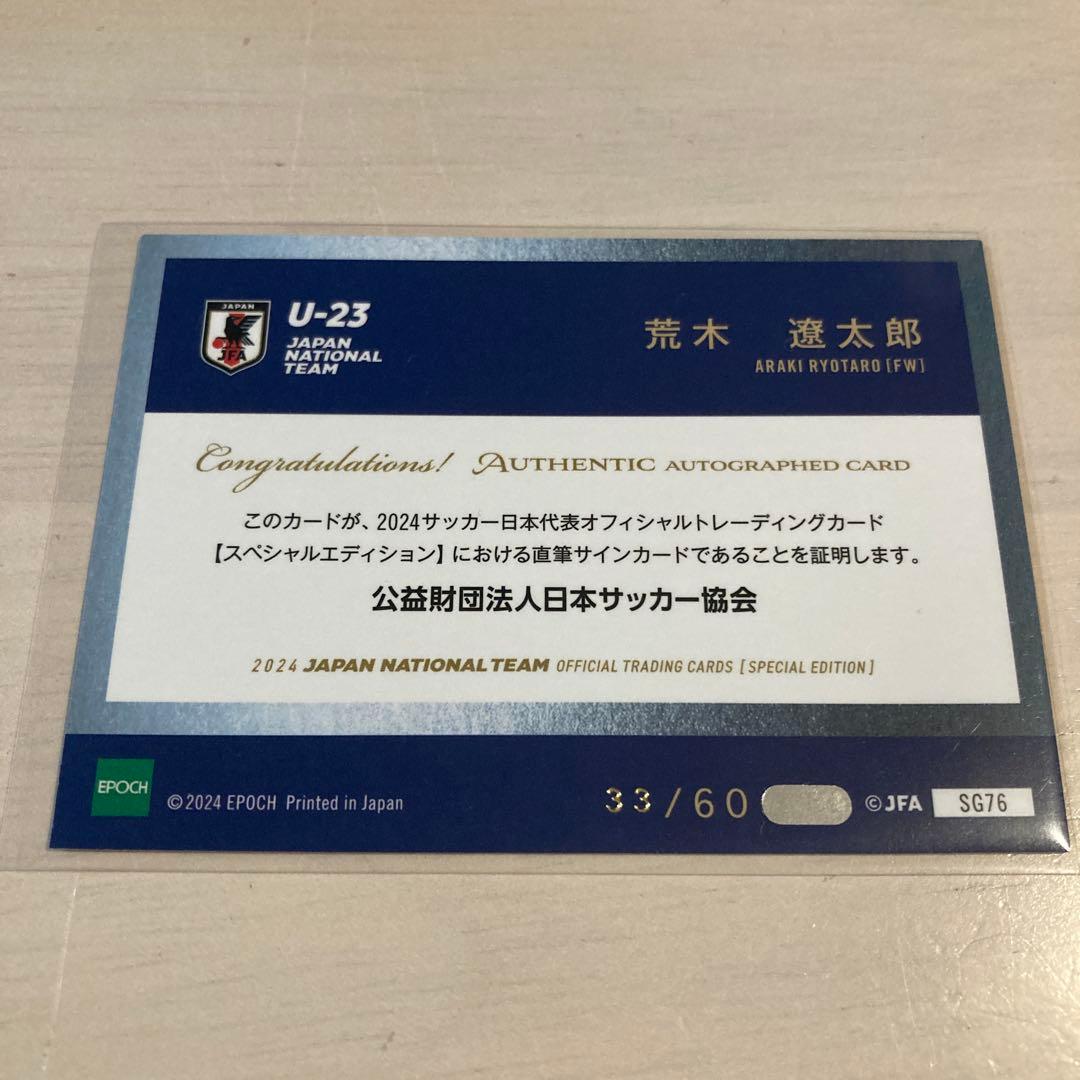 JAPAN
JFA
U-23
JAPAN
NATIONAL
TEAM
荒木 遼太郎
ARAKI RYOTARO [FW]
Congratulations! AUTHENTIC AUTOGRAPHED CARD
このカードが、2024サッカー日本代表オフィシャルトレーディングカード
【スペシャルエディション】における直筆サインカードであることを証明します。
公益財団法人日本サッカー協会
2024 JAPAN NATIONAL TEAM OFFICIAL TRADING CARDS [SPECIAL EDITION]
EPOCH
©2024 EPOCH Printed in Japan
33/60
©JFA
SG76